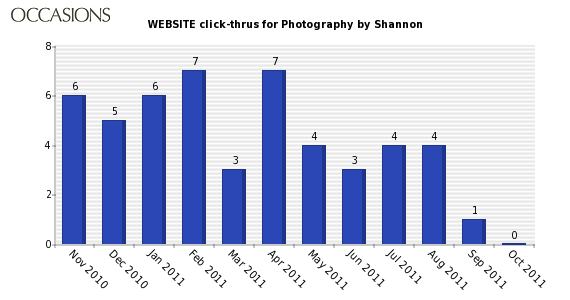 OCCASIONS
WEBSITE click-thrus for Photography by Shannon
8
6
4
2
0
6
5
6
7
3
7
4
3
4
4
1
0
Nov 2010
Dec 2010
Jan 2011
Feb 2011
Mar 2011
Apr 2011
May 2011
Jun 2011
Jul 2011
Aug 2011
Sep 2011
Oct 2011